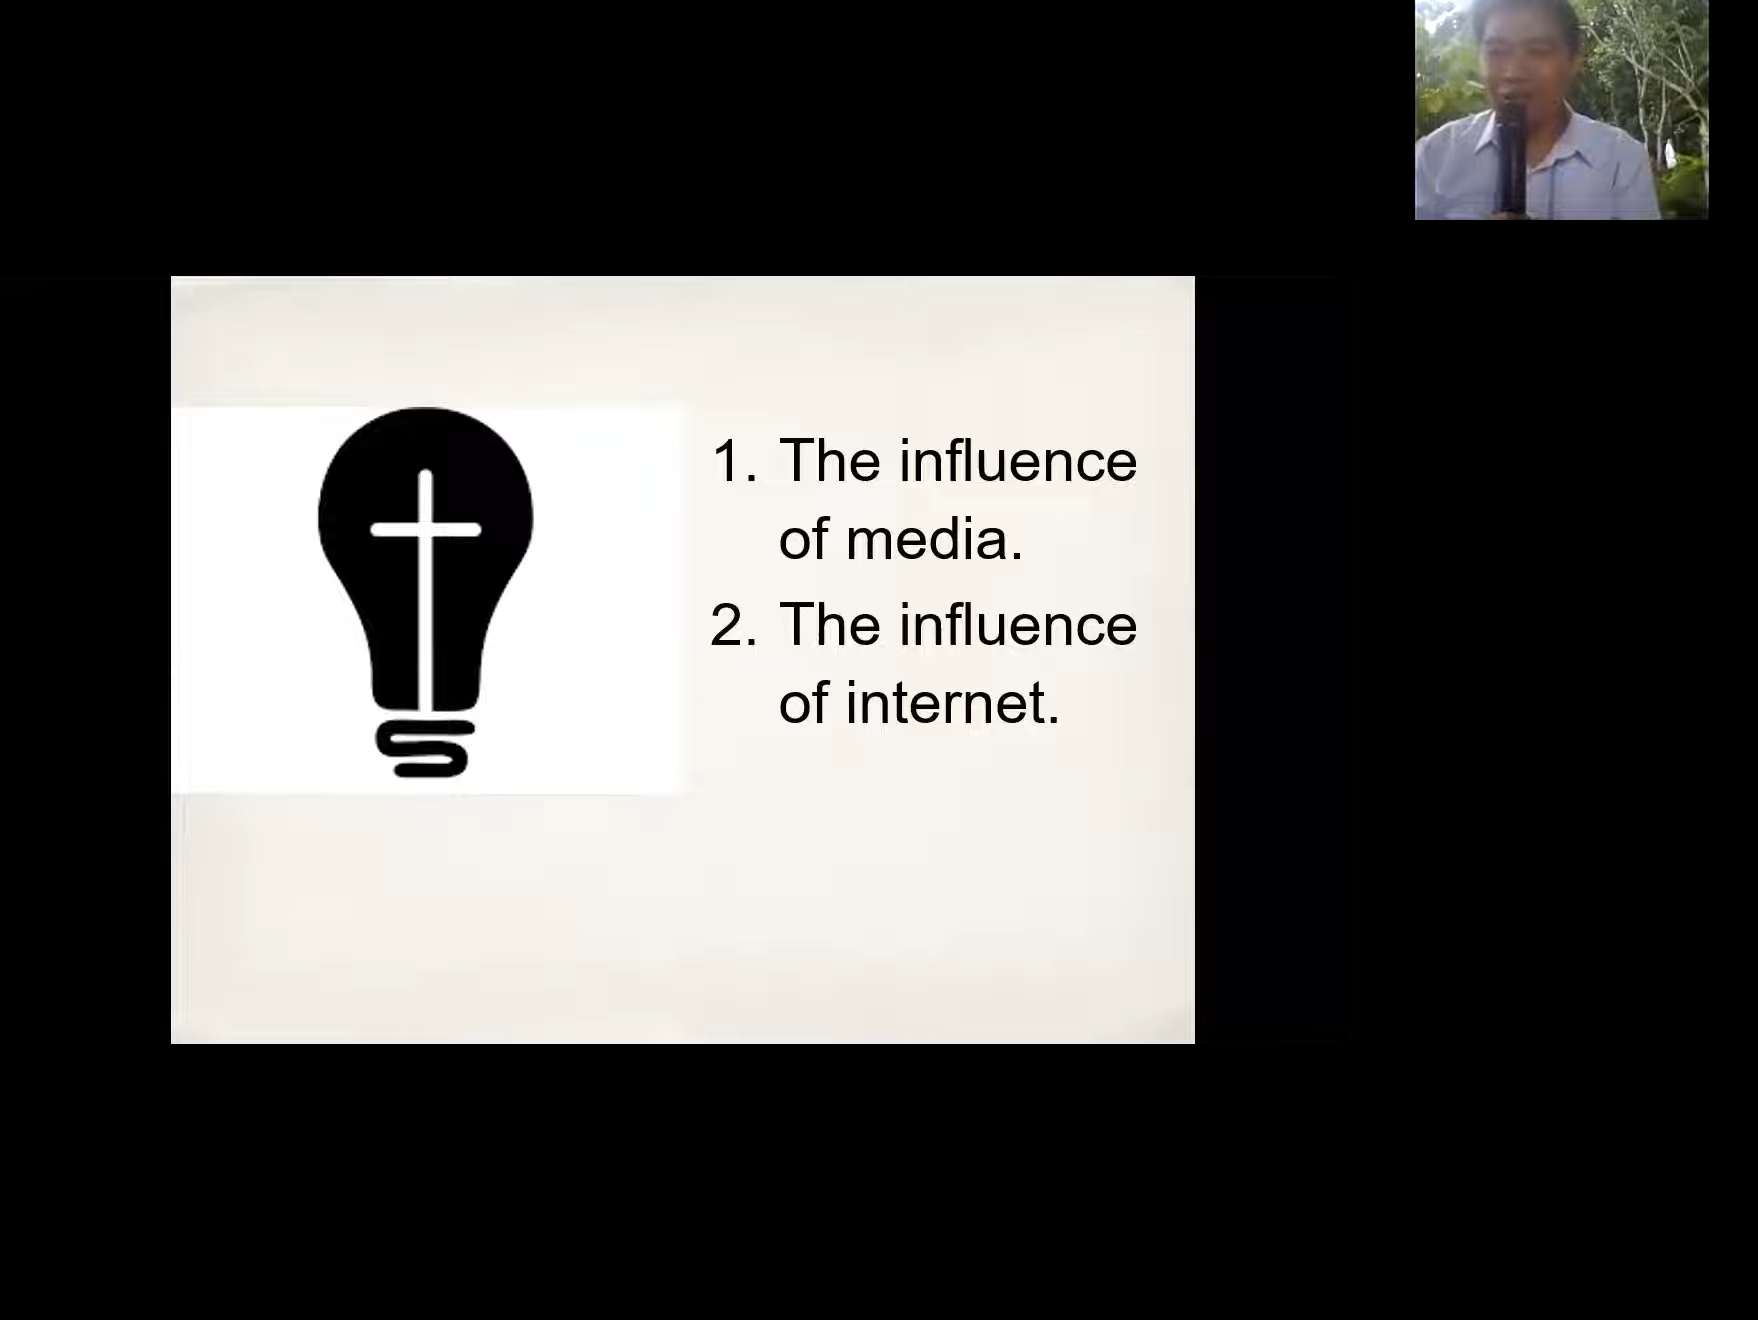 1. The influence
of media.
2. The influence
of internet.